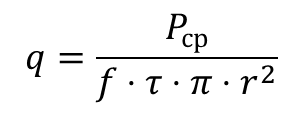 q = P_ср / (f · τ · π · r²)